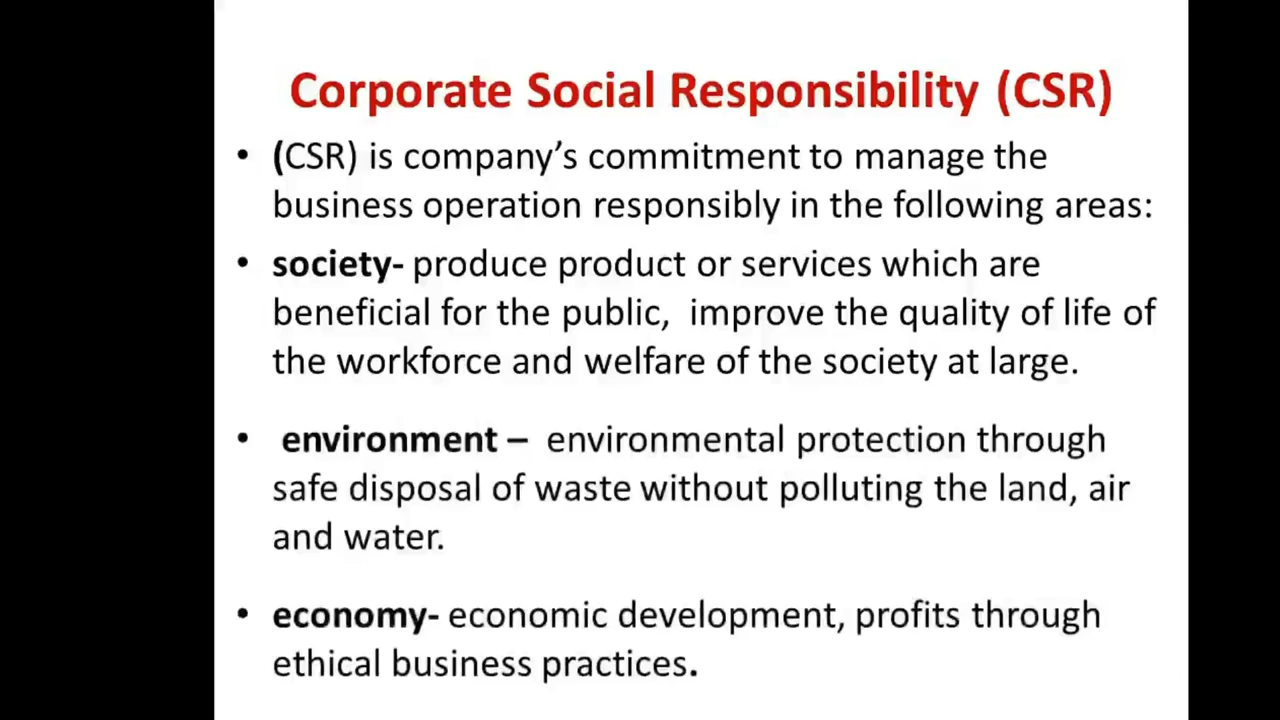 Corporate Social Responsibility (CSR)
• (CSR) is company’s commitment to manage the
business operation responsibly in the following areas:
• society- produce product or services which are
beneficial for the public,  improve the quality of life of
the workforce and welfare of the society at large.
• environment –  environmental protection through
safe disposal of waste without polluting the land, air
and water.
• economy- economic development, profits through
ethical business practices.